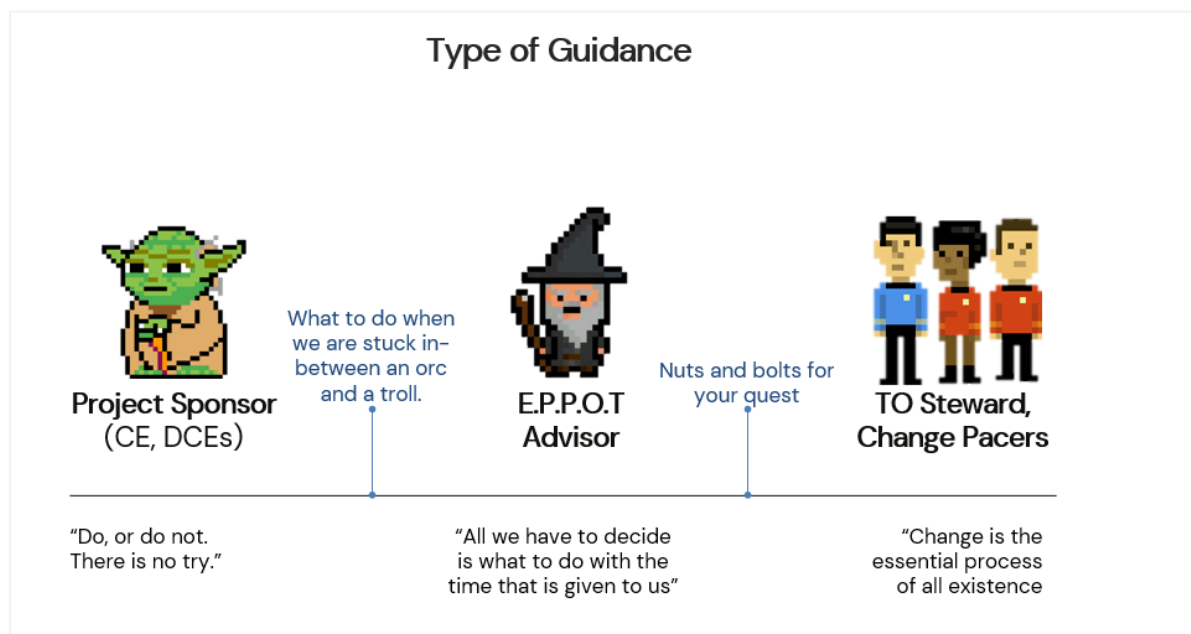 Type of Guidance
What to do when
we are stuck in-
between an orc
and a troll.
Nuts and bolts for
your quest
Project Sponsor
(CE, DCEs)
E.P.P.O.T
Advisor
TO Steward,
Change Pacers
“Do, or do not.
There is no try.”
“All we have to decide
is what to do with the
time that is given to us”
“Change is the
essential process
of all existence